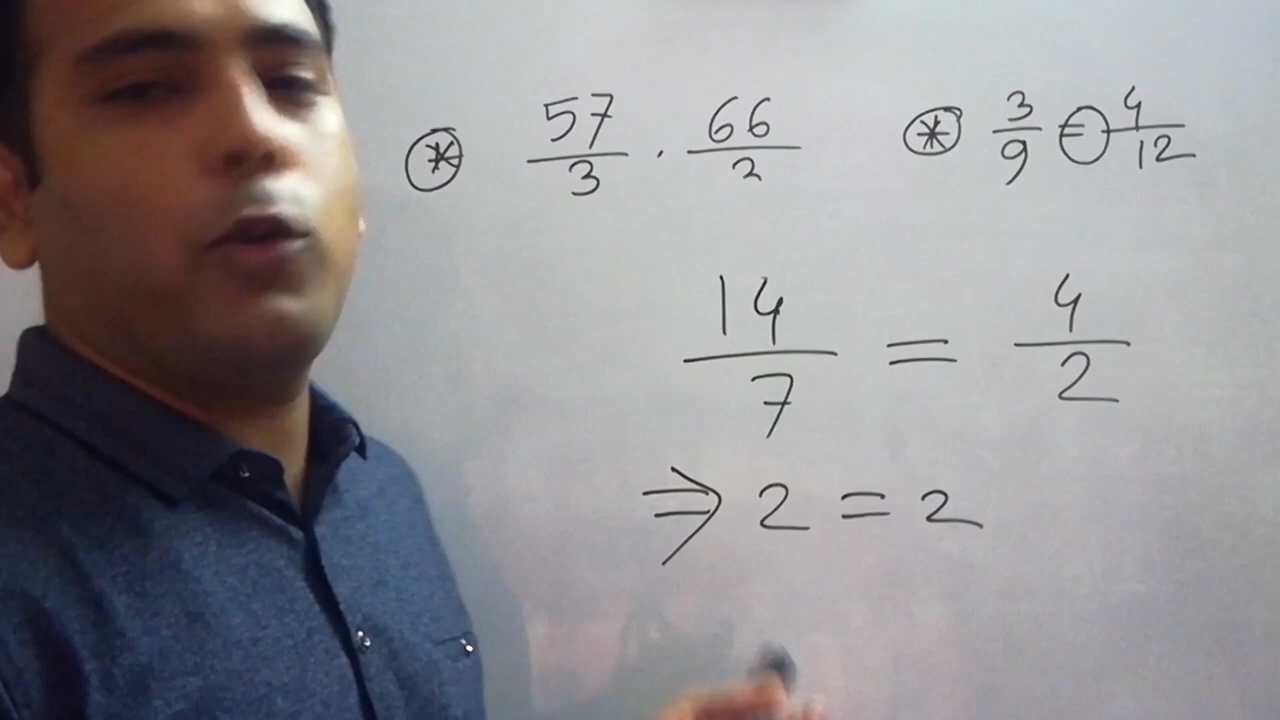 ⊛ 57/3 . 66/2 ⊛ 3/9 = 4/12
14/7 = 4/2
⇒ 2 = 2